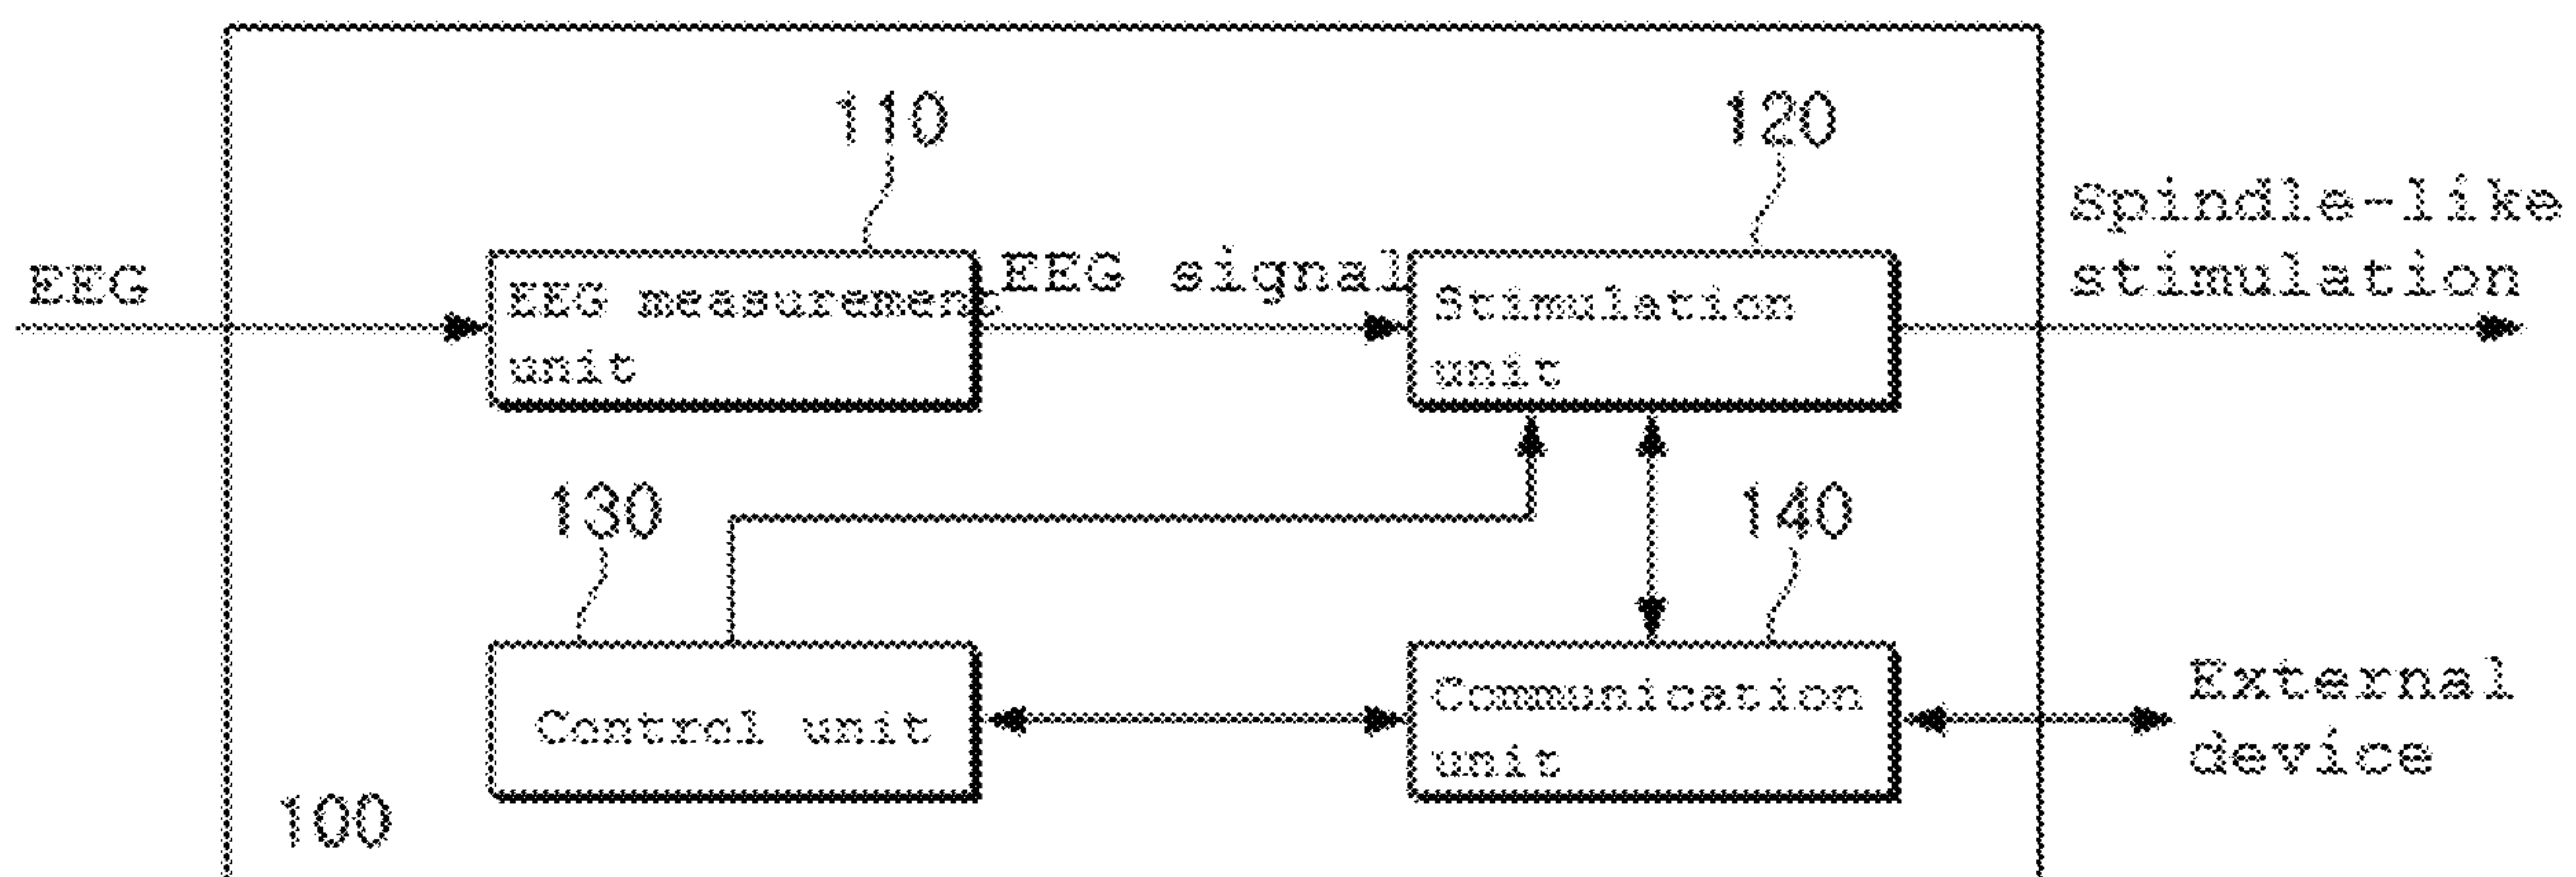 110
120
Spindle-like
stimulation
EEG
EEG measurement
unit
EEG signal
Stimulation
unit
130
140
Control unit
Communication
unit
External
device
100